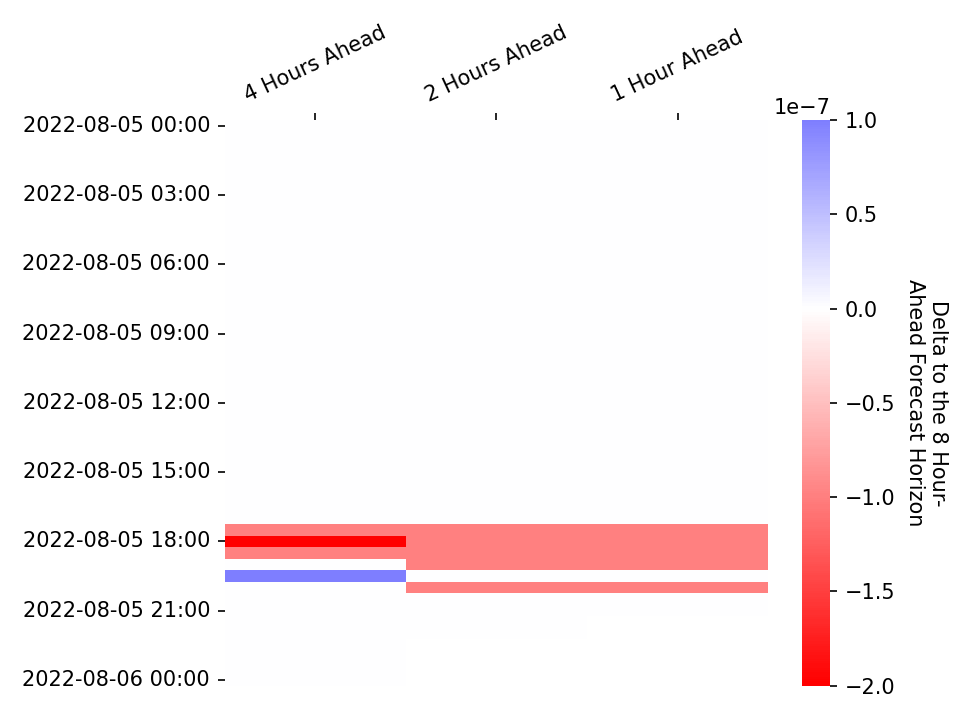 4 Hours Ahead
2 Hours Ahead
1 Hour Ahead
1e−7
2022-08-05 00:00
2022-08-05 03:00
2022-08-05 06:00
2022-08-05 09:00
2022-08-05 12:00
2022-08-05 15:00
2022-08-05 18:00
2022-08-05 21:00
2022-08-06 00:00
1.0
0.5
0.0
−0.5
−1.0
−1.5
−2.0
Delta to the 8 Hour-
Ahead Forecast Horizon